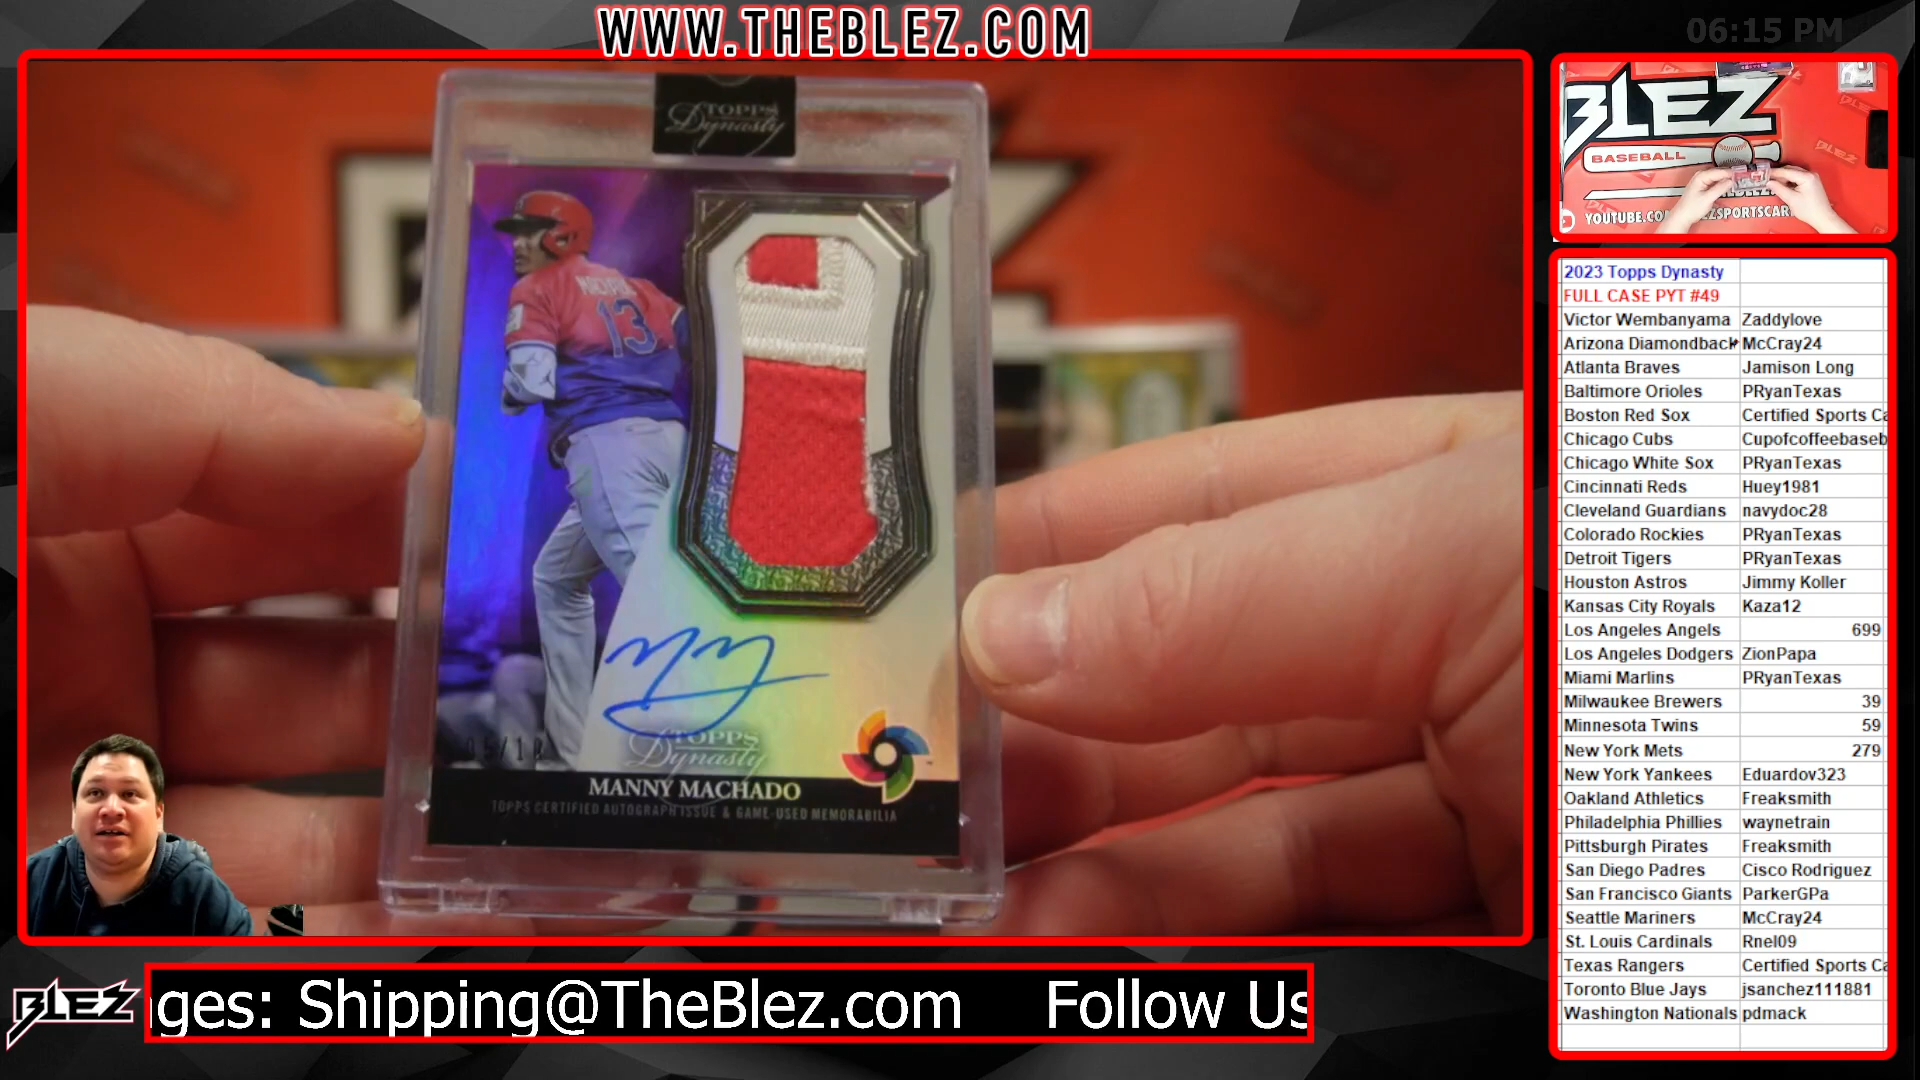 WWW.THEBLEZ.COM
06:15 PM
TOPPS
Dynasty
MACHADO
13
TOPPS
Dynasty
MANNY MACHADO
TOPPS CERTIFIED AUTOGRAPH ISSUE & GAME-USED MEMORABILIA
BLEZ
BASEBALL
YOUTUBE.CO
2023 Topps Dynasty
FULL CASE PYT #49
Victor Wembanyama Zaddylove
Arizona Diamondback McCray24
Atlanta Braves Jamison Long
Baltimore Orioles PRyanTexas
Boston Red Sox Certified Sports Ca
Chicago Cubs Cupofcoffeebaseb
Chicago White Sox PRyanTexas
Cincinnati Reds Huey1981
Cleveland Guardians navydoc28
Colorado Rockies PRyanTexas
Detroit Tigers PRyanTexas
Houston Astros Jimmy Koller
Kansas City Royals Kaza12
Los Angeles Angels 699
Los Angeles Dodgers ZionPapa
Miami Marlins PRyanTexas
Milwaukee Brewers 39
Minnesota Twins 59
New York Mets 279
New York Yankees Eduardov323
Oakland Athletics Freaksmith
Philadelphia Phillies waynetrain
Pittsburgh Pirates Freaksmith
San Diego Padres Cisco Rodriguez
San Francisco Giants ParkerGPa
Seattle Mariners McCray24
St. Louis Cardinals Rnel09
Texas Rangers Certified Sports Ca
Toronto Blue Jays jsanchez111881
Washington Nationals pdmack
BLEZ
ges: Shipping@TheBlez.com Follow Us